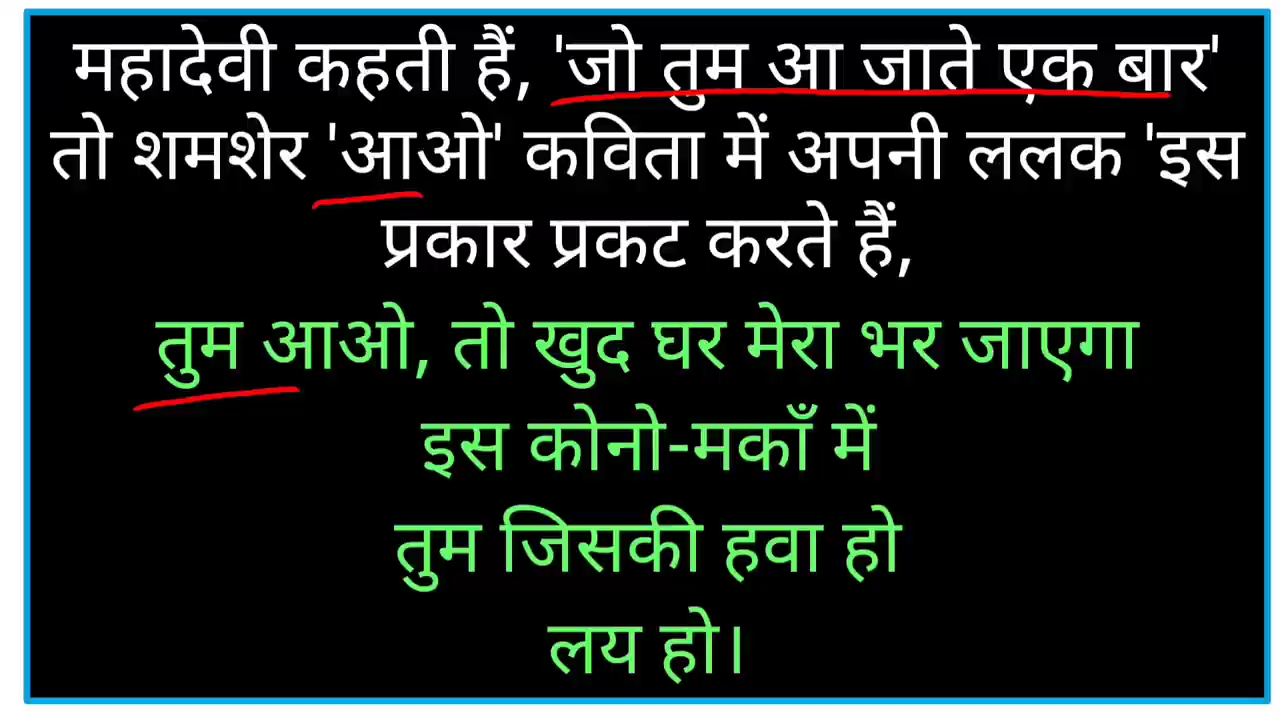 महादेवी कहती हैं, 'जो तुम आ जाते एक बार'
तो शमशेर 'आओ' कविता में अपनी ललक 'इस
प्रकार प्रकट करते हैं,
तुम आओ, तो खुद घर मेरा भर जाएगा
इस कोनो-मकाँ में
तुम जिसकी हवा हो
लय हो।